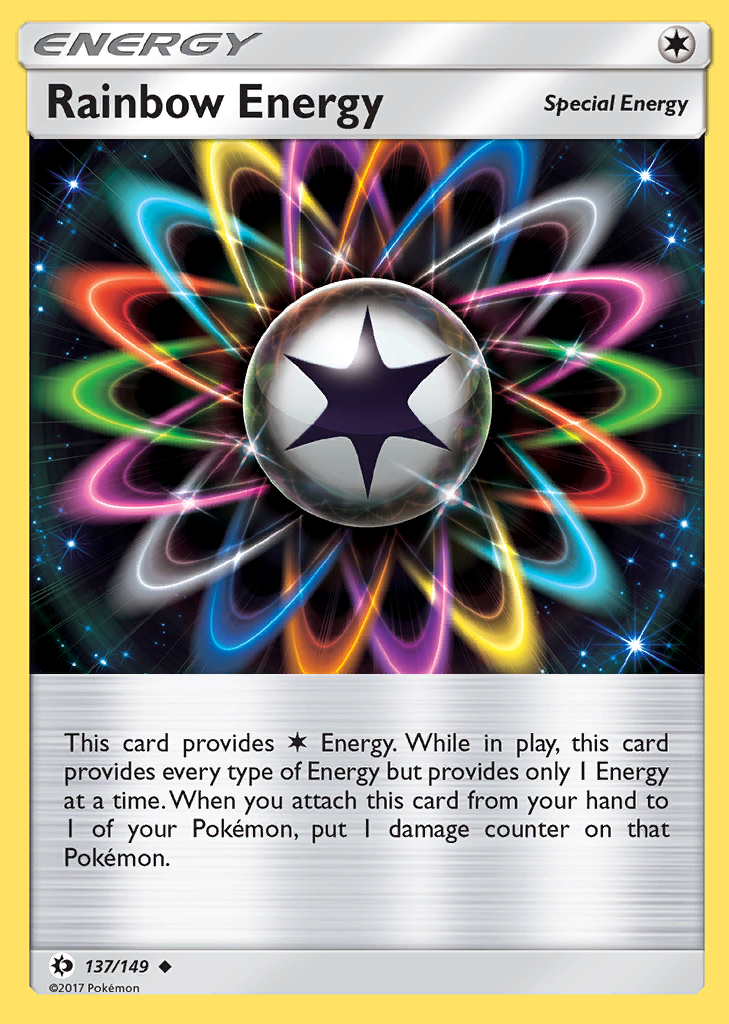 ENERGY
Rainbow Energy
Special Energy
This card provides ✶ Energy. While in play, this card
provides every type of Energy but provides only 1 Energy
at a time. When you attach this card from your hand to
1 of your Pokémon, put 1 damage counter on that
Pokémon.
137/149 ◆
©2017 Pokémon